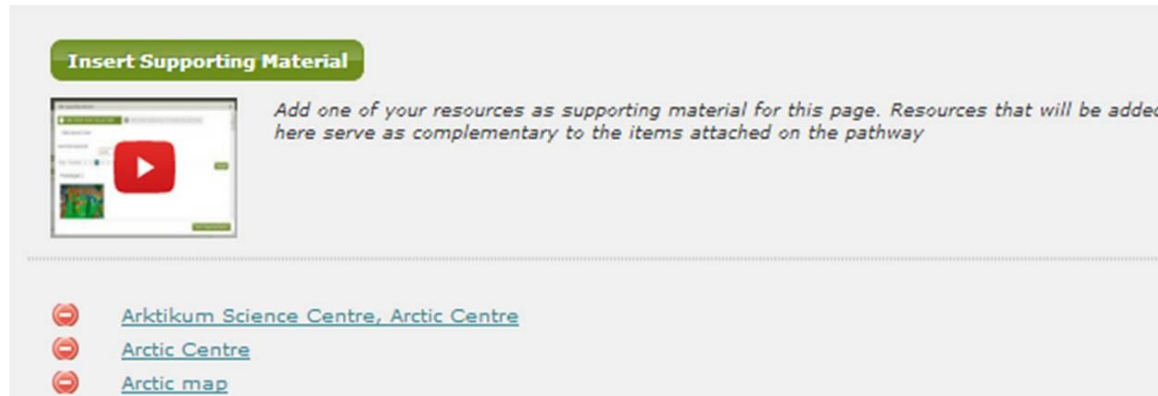 Insert Supporting Material
Add one of your resources as supporting material for this page. Resources that will be added
here serve as complementary to the items attached on the pathway
Arktikum Science Centre, Arctic Centre
Arctic Centre
Arctic map